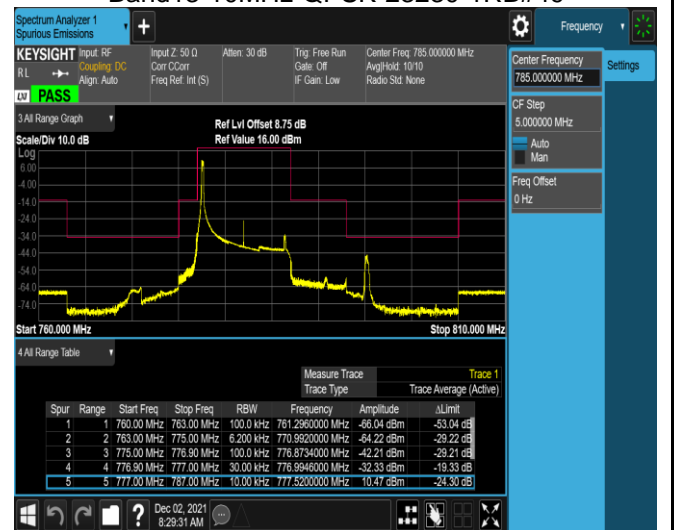 Spectrum Analyzer 1
Spurious Emissions
Frequency
KEYSIGHT
Input: RF
Coupling: DC
Align: Auto
Input Z: 50 Ω
Corr CCorr
Freq Ref: Int (S)
Atten: 30 dB
Trig: Free Run
Gate: Off
IF Gain: Low
Center Freq: 785.000000 MHz
Avg|Hold: 10/10
Radio Std: None
RL
LXI
PASS
Center Frequency
785.000000 MHz
Settings
CF Step
5.000000 MHz
Auto
Man
Freq Offset
0 Hz
3 All Range Graph
Scale/Div 10.0 dB
Ref Lvl Offset 8.75 dB
Ref Value 16.00 dBm
Log
6.00
-4.00
-14.0
-24.0
-34.0
-44.0
-54.0
-64.0
-74.0
Start 760.000 MHz
Stop 810.000 MHz
4 All Range Table
Measure Trace Trace 1
Trace Type Trace Average (Active)
Spur Range Start Freq Stop Freq RBW Frequency Amplitude ΔLimit
1 1 760.00 MHz 763.00 MHz 100.0 kHz 761.2960000 MHz -66.04 dBm -53.04 dB
2 2 763.00 MHz 775.00 MHz 6.200 kHz 770.9920000 MHz -64.22 dBm -29.22 dB
3 3 775.00 MHz 776.90 MHz 100.0 kHz 776.8734000 MHz -42.21 dBm -29.21 dB
4 4 776.90 MHz 777.00 MHz 30.00 kHz 776.9946000 MHz -32.33 dBm -19.33 dB
5 5 777.00 MHz 787.00 MHz 10.00 kHz 777.5200000 MHz 10.47 dBm -24.30 dB
?
Dec 02, 2021
8:29:31 AM